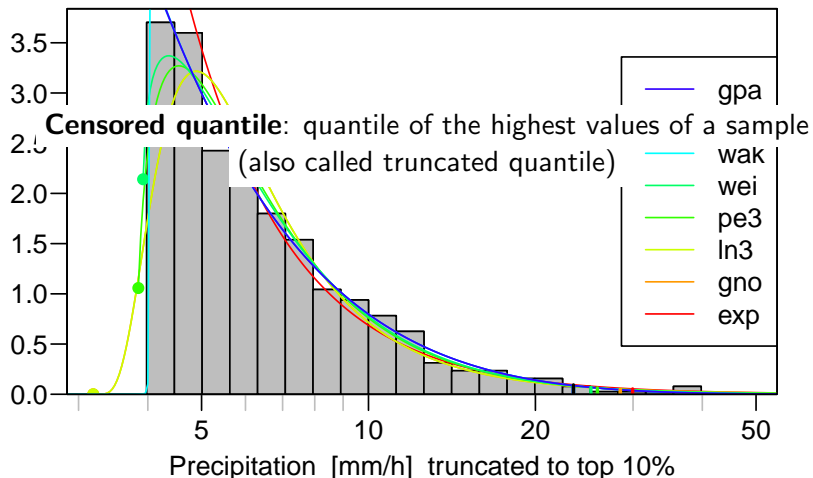 3.5
3.0
2.0
1.5
1.0
0.5
0.0
Censored quantile: quantile of the highest values of a sample
(also called truncated quantile)
gpa
wak
wei
pe3
ln3
gno
exp
5
10
20
50
Precipitation [mm/h] truncated to top 10%